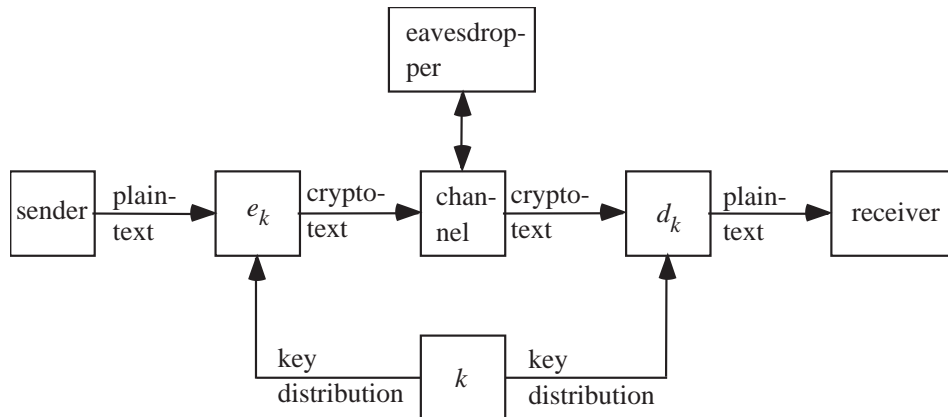 eavesdrop-
pper
sender
plain-
text
e_k
crypto-
text
chan-
nel
crypto-
text
d_k
plain-
text
receiver
key
distribution
k
key
distribution